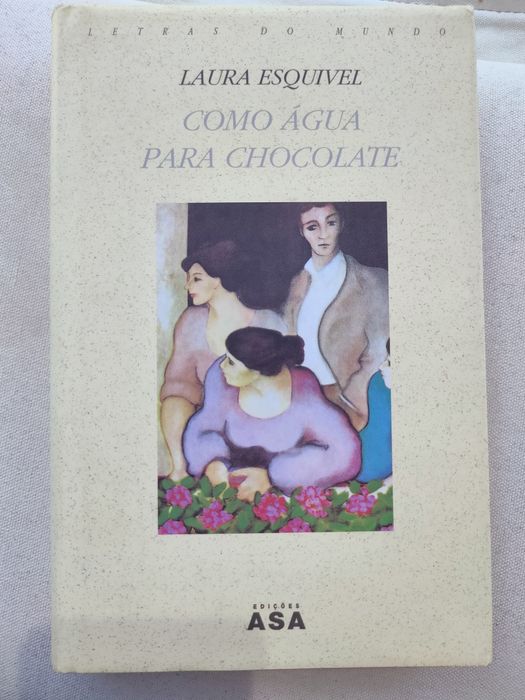 LETRAS DO MUNDO
LAURA ESQUIVEL
COMO ÁGUA
PARA CHOCOLATE
EDIÇÕES
ASA